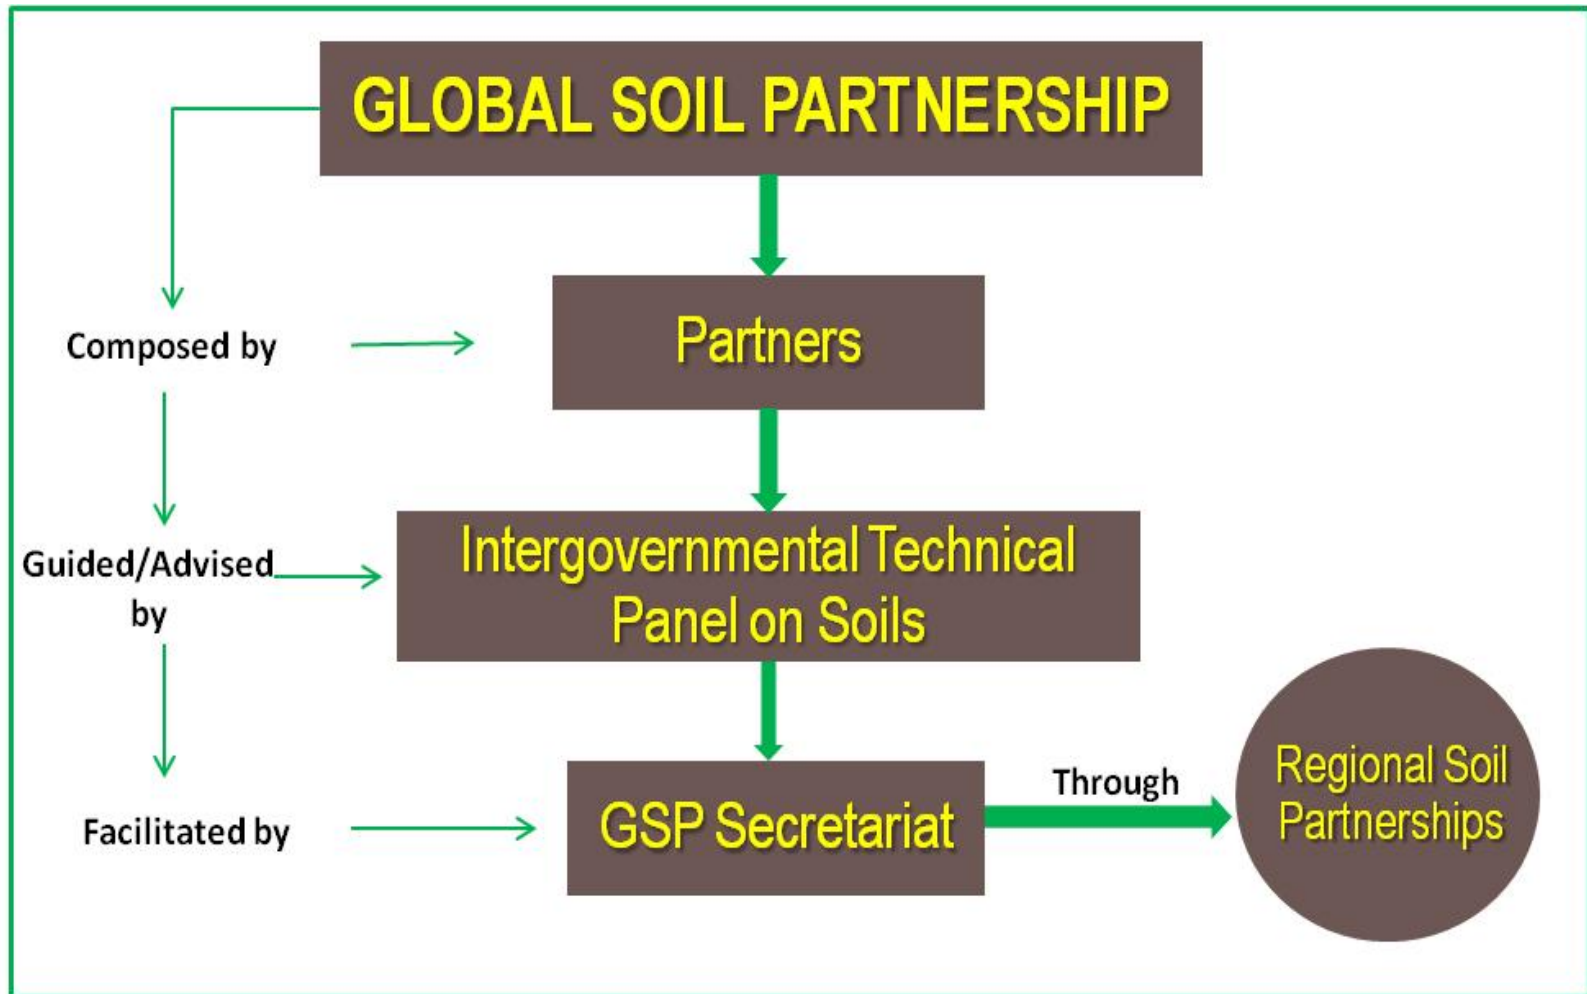 GLOBAL SOIL PARTNERSHIP
Composed by
Partners
Guided/Advised
by
Intergovernmental Technical
Panel on Soils
Facilitated by
GSP Secretariat
Through
Regional Soil
Partnerships